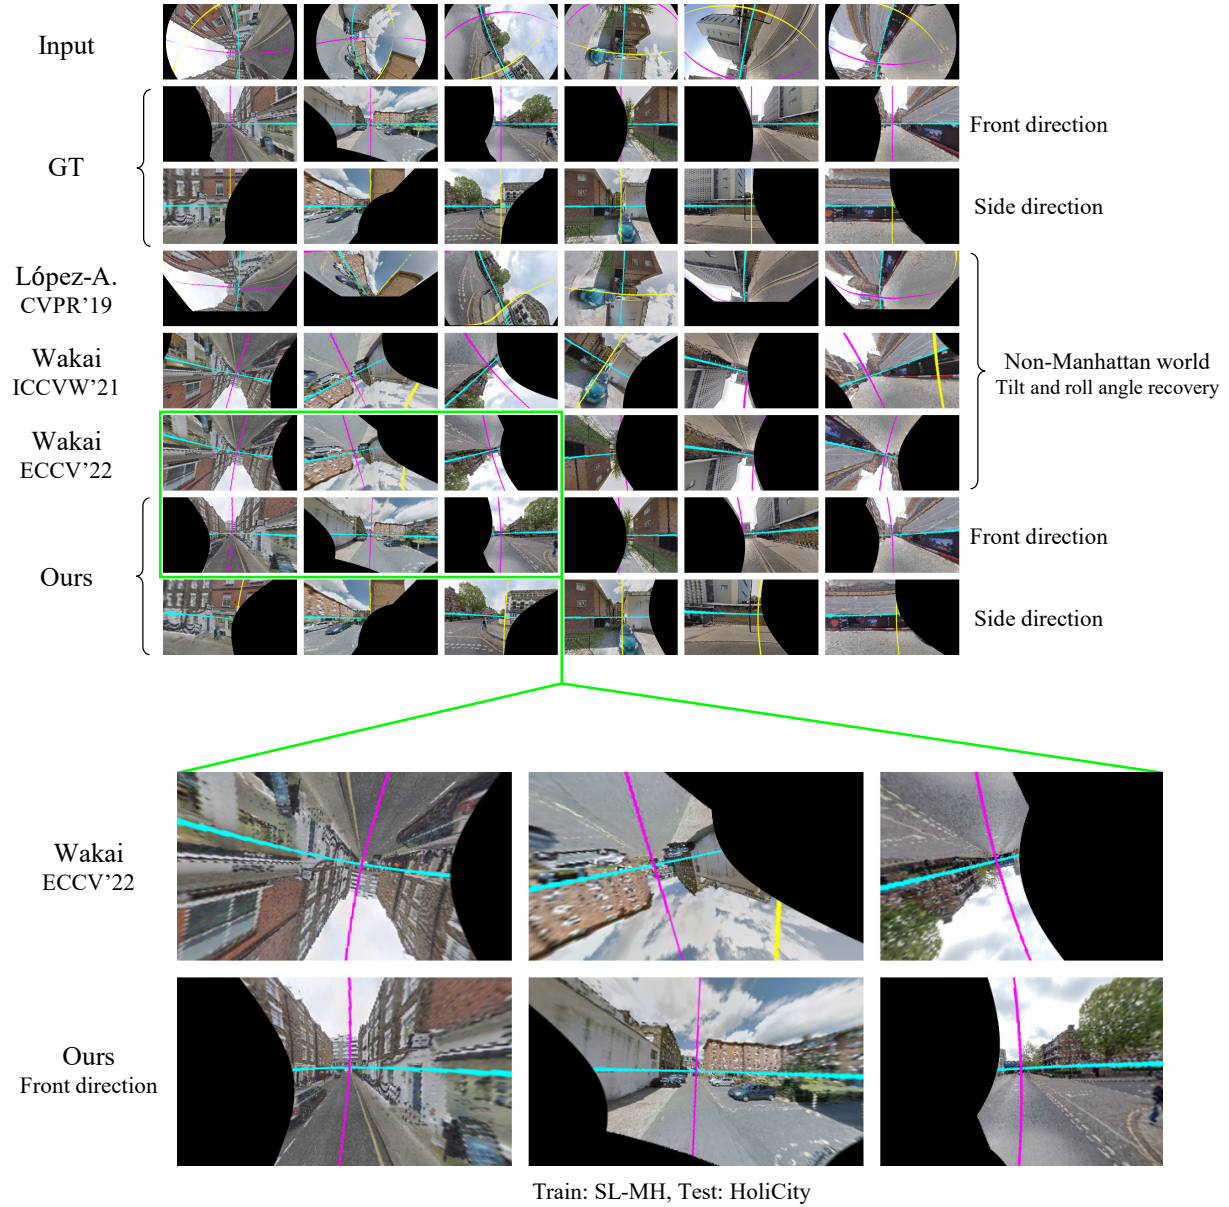 Input
GT
Front direction
Side direction
López-A.
CVPR’19
Wakai
ICCVW’21
Wakai
ECCV’22
Non-Manhattan world
Tilt and roll angle recovery
Ours
Front direction
Side direction
Wakai
ECCV’22
Ours
Front direction
Train: SL-MH, Test: HoliCity